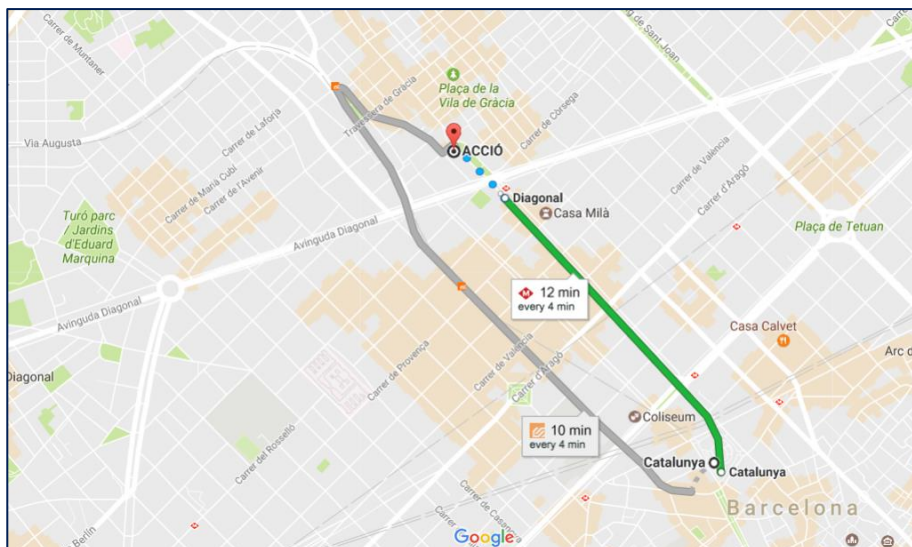 Carrer de Muntaner
Via Augusta
Carrer de Laforja
Travessera de Gràcia
Plaça de la
Vila de Gràcia
ACCIÓ
Carrer de Còrsega
de Sant Joan
Carrer de Marià Cubí
Carrer de l'Avenir
Turó parc
/ Jardins
d'Eduard
Marquina
Avinguda Diagonal
Avinguda Diagonal
Diagonal
Casa Milà
Carrer de València
Carrer d'Aragó
Plaça de Tetuan
12 min
every 4 min
Casa Calvet
Arc d
Diagonal
Carrer de Provença
Carrer de València
Carrer d'Aragó
10 min
every 4 min
Coliseum
Carrer del Rosselló
Catalunya
Catalunya
Barcelona
Berlín
Carrer de Casanova
Carrer
Google